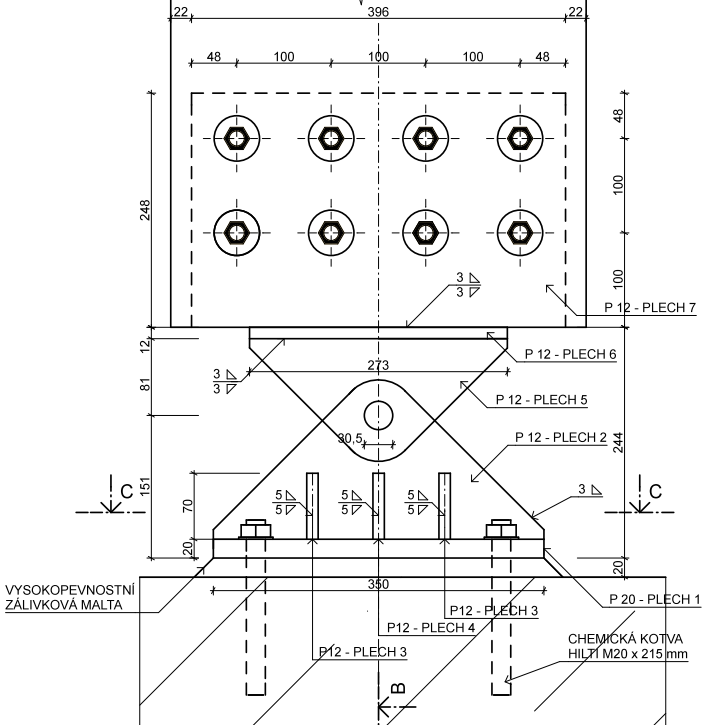 22
396
22
48
100
100
100
48
48
248
100
100
3
3
P 12 - PLECH 7
12
P 12 - PLECH 6
273
3
3
81
P 12 - PLECH 5
30,5
P 12 - PLECH 2
244
151
C
70
5
5
5
5
5
5
3
C
20
20
350
VYSOKOPEVNOSTNÍ
ZÁLIVKOVÁ MALTA
P 20 - PLECH 1
P12 - PLECH 3
P12 - PLECH 4
CHEMICKÁ KOTVA
HILTI M20 x 215 mm
P12 - PLECH 3
B